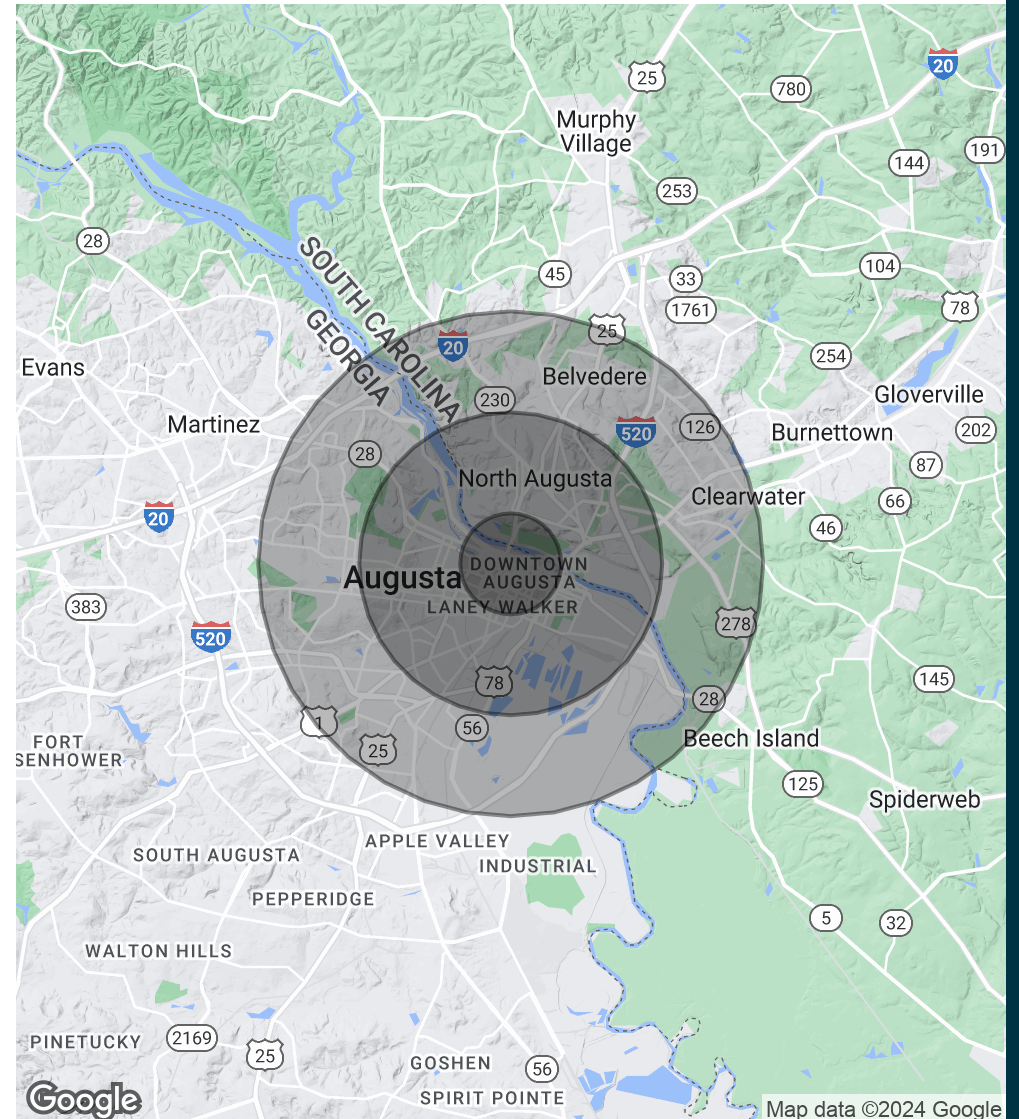 20
25
780
Murphy
Village
191
144
253
28
SOUTH CAROLINA
GEORGIA
104
45
33
1761
78
25
20
254
Evans
Belvedere
Gloverville
230
Martinez
126
520
Burnettown
202
28
87
North Augusta
Clearwater
66
20
46
DOWNTOWN
AUGUSTA
Augusta
LANEY WALKER
383
278
520
145
78
28
1
56
25
Beech Island
FORT
SENHOWER
125
Spiderweb
APPLE VALLEY
SOUTH AUGUSTA
INDUSTRIAL
PEPPERIDGE
5
32
WALTON HILLS
2169
PINETUCKY
25
GOSHEN
56
SPIRIT POINTE
Google
Map data ©2024 Google